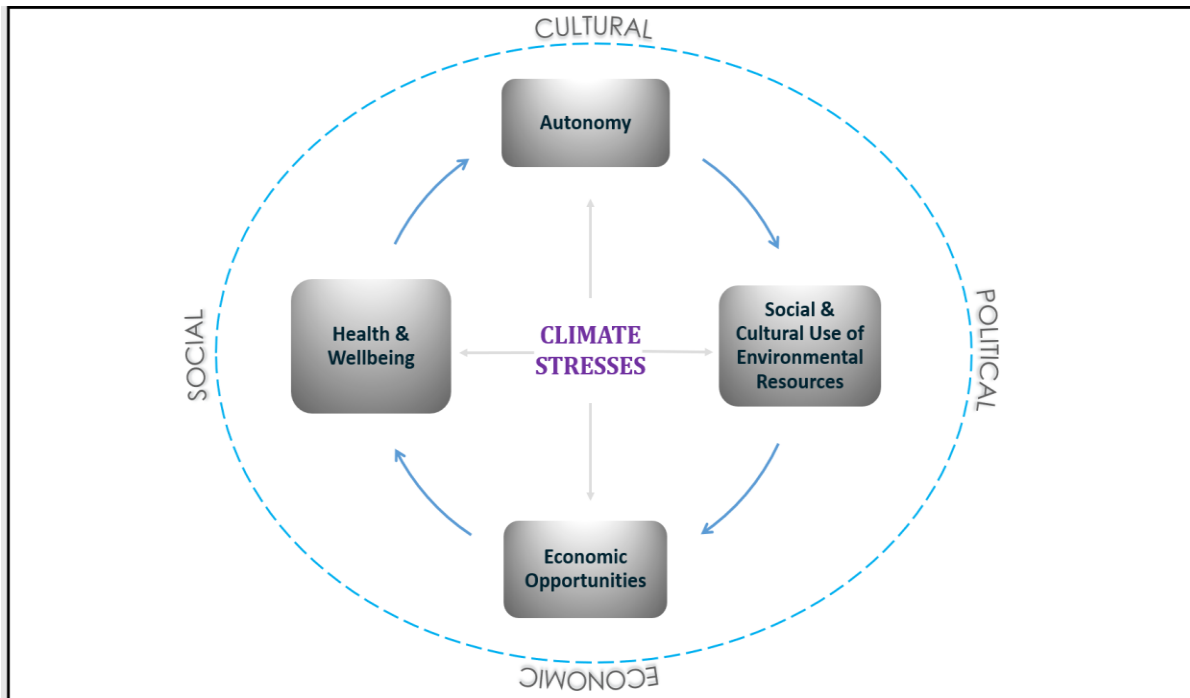 CULTURAL
Autonomy
SOCIAL
Health &
Wellbeing
CLIMATE
STRESSES
Social &
Cultural Use of
Environmental
Resources
POLITICAL
Economic
Opportunities
ECONOMIC